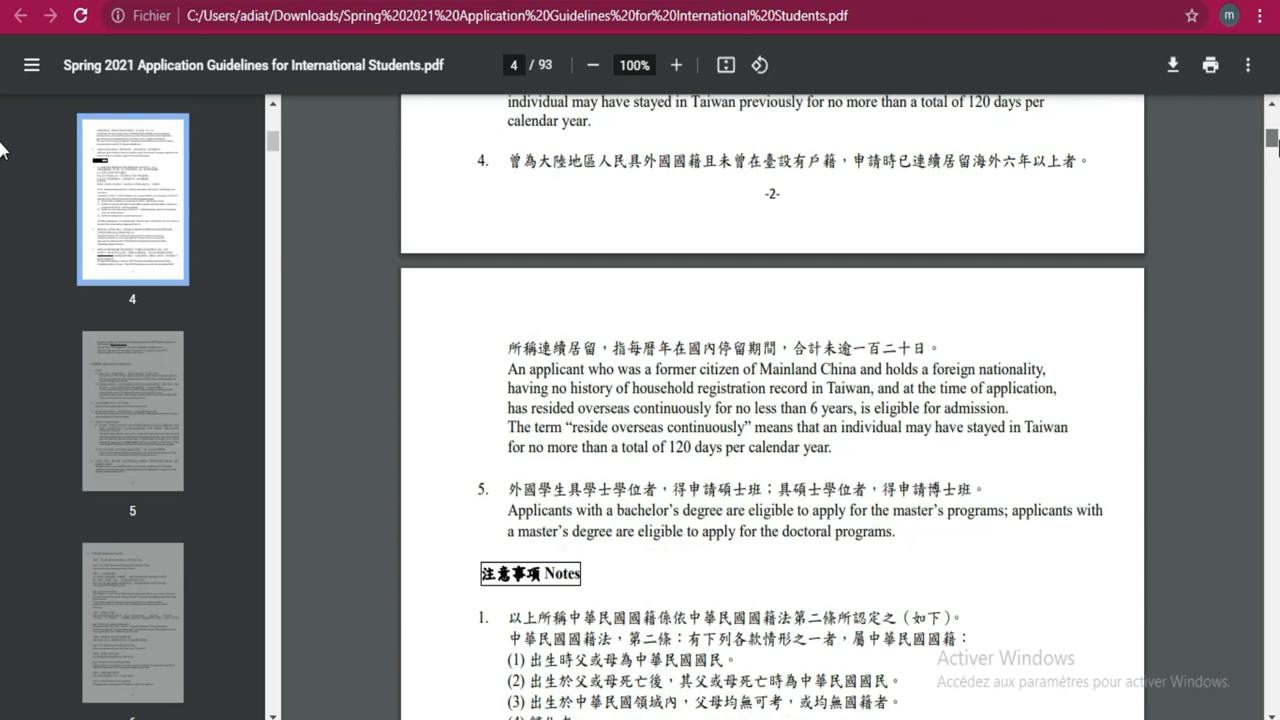 Fichier
C:/Users/adiat/Downloads/Spring%202021%20Application%20Guidelines%20for%20International%20Students.pdf
m
Spring 2021 Application Guidelines for International Students.pdf
4 / 93
100%
individual may have stayed in Taiwan previously for no more than a total of 120 days per
calendar year.
4. 曾為大陸地區人民具外國國籍且未曾在臺設有戶籍，申請時已連續居留海外六年以上者。
-2-
所稱連續居留，指每曆年在國內停留期間，合計未逾一百二十日。
An applicant who was a former citizen of Mainland China and holds a foreign nationality,
having no history of household registration record in Taiwan, and at the time of application,
has resided overseas continuously for no less than 6 years, is eligible for admission.
The term “reside overseas continuously” means that an individual may have stayed in Taiwan
for no more than a total of 120 days per calendar year.
5. 外國學生具學士學位者，得申請碩士班；具碩士學位者，得申請博士班。
Applicants with a bachelor’s degree are eligible to apply for the master’s programs; applicants with
a master’s degree are eligible to apply for the doctoral programs.
注意事項 Notes
1. 以上所稱中華民國國籍係依中華民國國籍法第二條所認定之（如下）。
中華民國國籍法，第二條：有下列各款情形之一者，屬中華民國國籍：
(1) 出生時父或母為中華民國國民。
(2) 出生於父或母死亡後，其父或母死亡時為中華民國國民。
(3) 出生於中華民國領域內，父母均無可考，或均無國籍者。
Activer Windows
Accédez aux paramètres pour activer Windows.
4
5